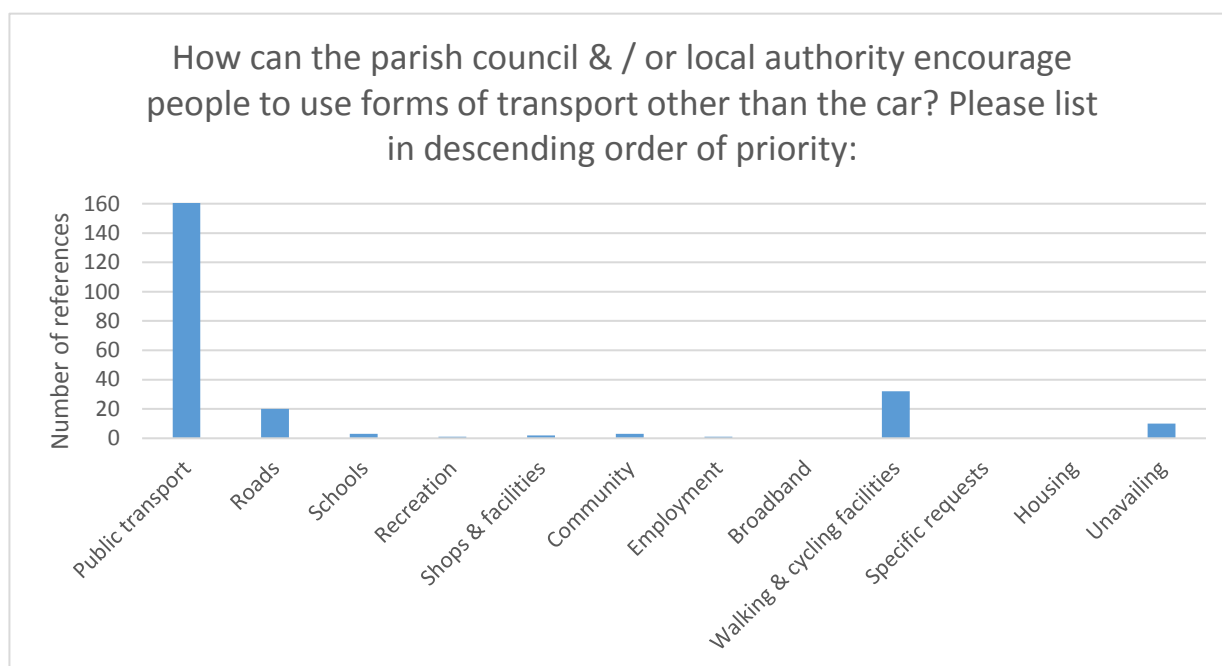 How can the parish council & / or local authority encourage
people to use forms of transport other than the car? Please list
in descending order of priority:
Number of references
160
140
120
100
80
60
40
20
0
Public transport
Roads
Schools
Recreation
Shops & facilities
Community
Employment
Broadband
Walking & cycling facilities
Specific requests
Housing
Unavailing